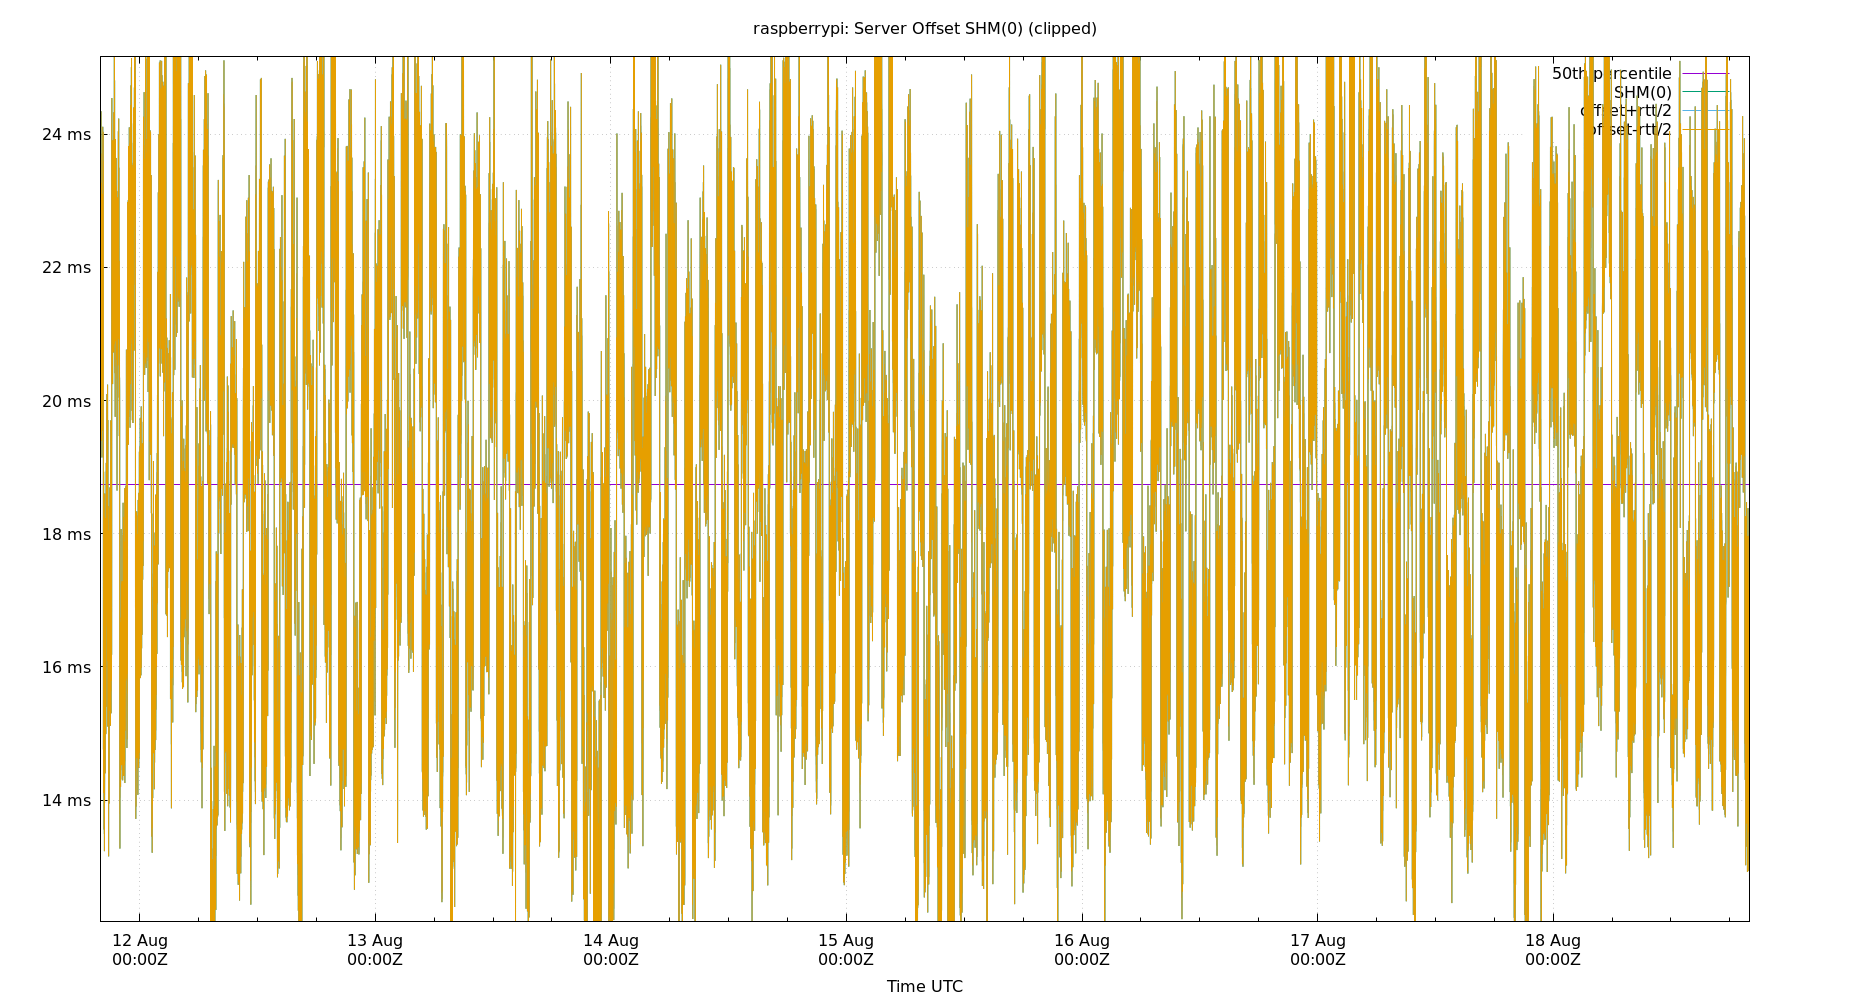 raspberrypi: Server Offset SHM(0) (clipped)
50th percentile
SHM(0)
offset+rtt/2
offset-rtt/2
24 ms
22 ms
20 ms
18 ms
16 ms
14 ms
12 Aug 13 Aug 14 Aug 15 Aug 16 Aug 17 Aug 18 Aug
00:00Z 00:00Z 00:00Z 00:00Z 00:00Z 00:00Z 00:00Z
Time UTC